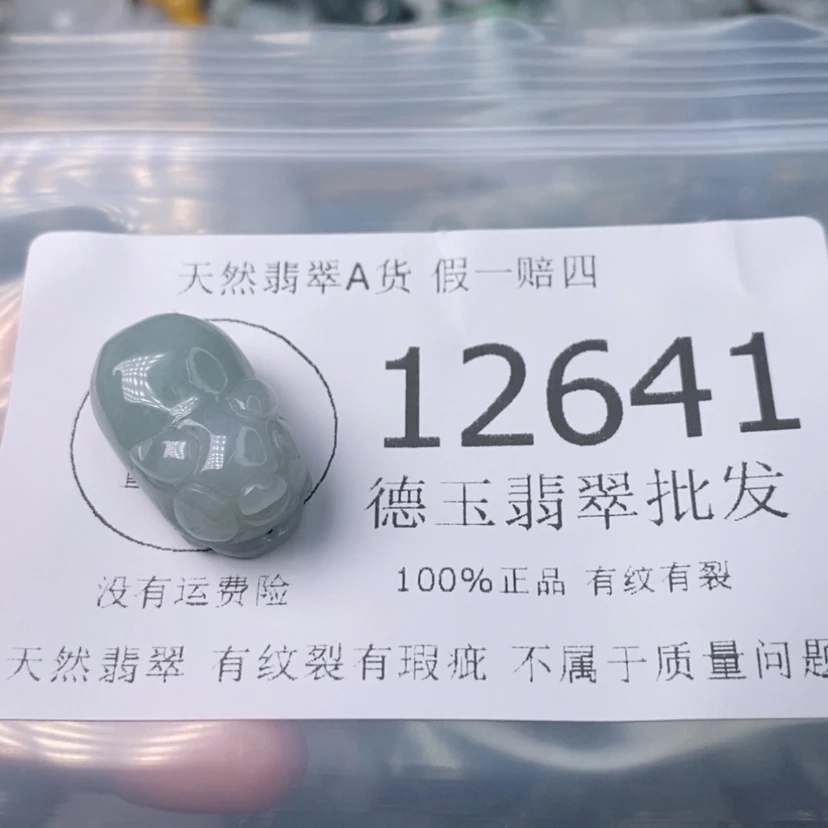 天然翡翠A货 假一赔四
12641
德玉翡翠批发
100%正品 有纹有裂
没有运费险
天然翡翠 有纹裂有瑕疵 不属于质量问题